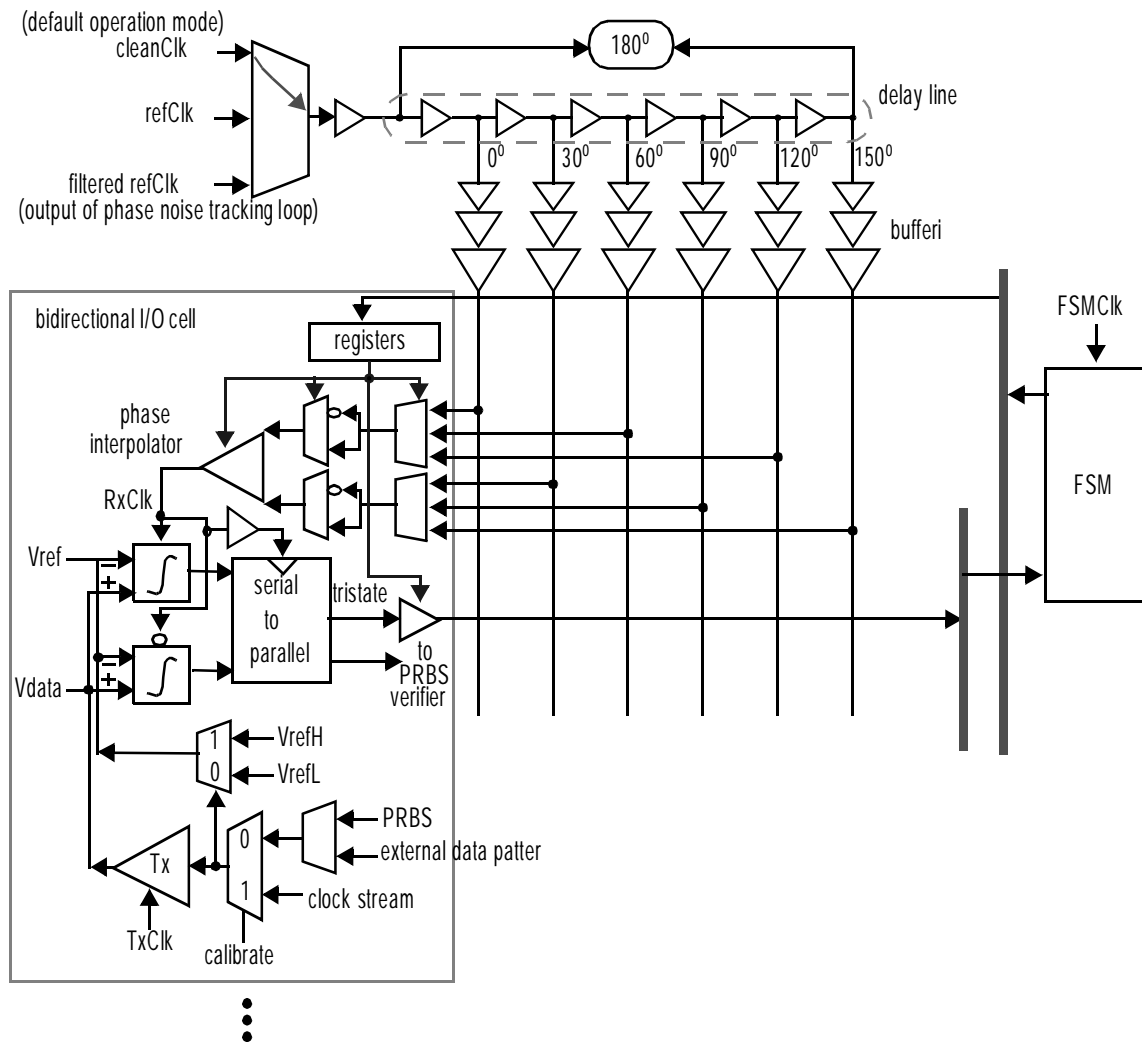 (default operation mode)
cleanClk
refClk
filtered refClk
(output of phase noise tracking loop)
180⁰
delay line
0⁰ 30⁰ 60⁰ 90⁰ 120⁰ 150⁰
bufferi
bidirectional I/O cell
registers
FSMClk
FSM
phase
interpolator
RxClk
Vref
Vdata
− +
− +
serial
to
parallel
tristate
to
PRBS
verifier
1
0
VrefH
VrefL
Tx
TxClk
0
1
PRBS
external data patter
clock stream
calibrate